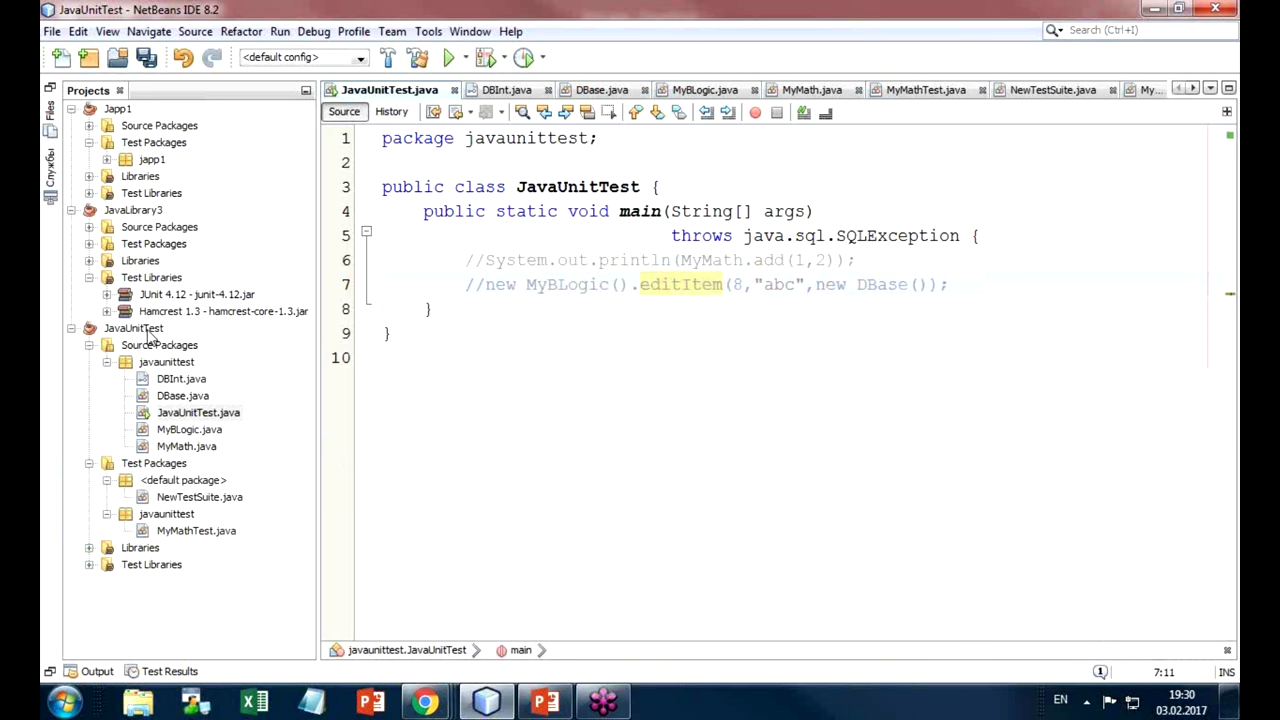 JavaUnitTest - NetBeans IDE 8.2
File Edit View Navigate Source Refactor Run Debug Profile Team Tools Window Help
Search (Ctrl+I)
<default config>
Projects
Файлы
Службы
Japp1
Source Packages
Test Packages
japp1
Libraries
Test Libraries
JavaLibrary3
Source Packages
Test Packages
Libraries
Test Libraries
JUnit 4.12 - junit-4.12.jar
Hamcrest 1.3 - hamcrest-core-1.3.jar
JavaUnitTest
Source Packages
javaunittest
DBInt.java
DBase.java
JavaUnitTest.java
MyBLogic.java
MyMath.java
Test Packages
<default package>
NewTestSuite.java
javaunittest
MyMathTest.java
Libraries
Test Libraries
JavaUnitTest.java DBInt.java DBase.java MyBLogic.java MyMath.java MyMathTest.java NewTestSuite.java My...
Source History
1 package javaunittest;
2
3 public class JavaUnitTest {
4 public static void main(String[] args)
5 throws java.sql.SQLException {
6 //System.out.println(MyMath.add(1,2));
7 //new MyBLogic().editItem(8,"abc",new DBase());
8 }
9 }
10
javaunittest.JavaUnitTest main
Output Test Results
1 7:11 INS
EN 19:30
03.02.2017